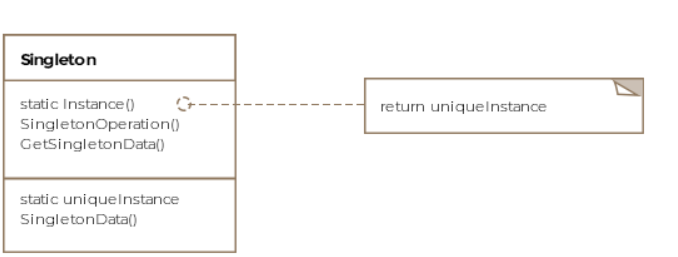 Singleton
static Instance()
SingletonOperation()
GetSingletonData()
static uniqueInstance
SingletonData()
return uniqueInstance